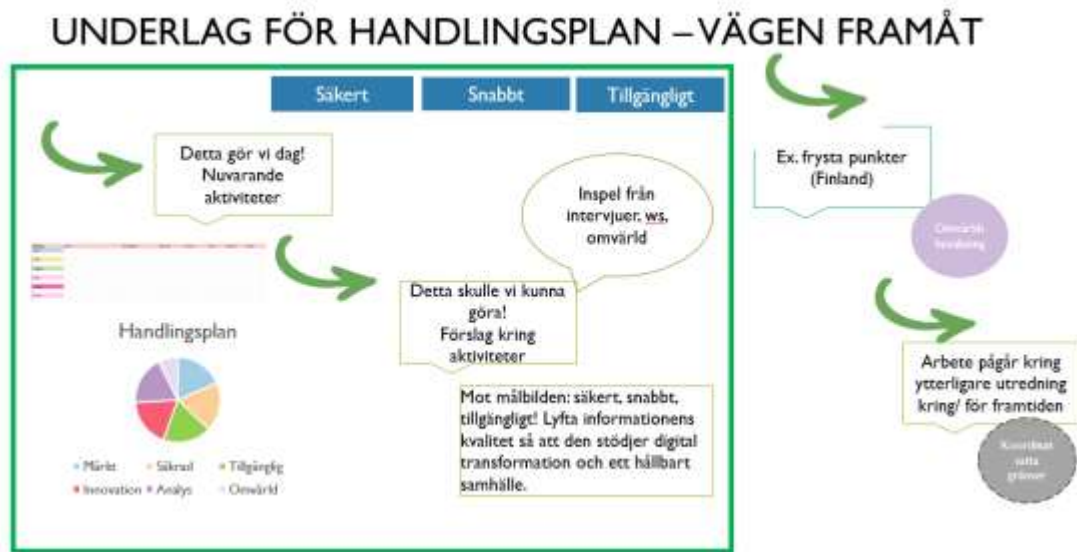 UNDERLAG FÖR HANDLINGSPLAN – VÄGEN FRAMÅT
Säkert
Snabbt
Tillgängligt
Detta gör vi dag!
Nuvarande
aktiviteter
Inspel från
intervjuer, ws,
omvärld
Detta skulle vi kunna
göra!
Förslag kring
aktiviteter
Handlingsplan
Märkt
Säkrad
Tillgänglig
Innovation
Analys
Omvärld
Mot målbilden: säkert, snabbt,
tillgängligt! Lyfta informationens
kvalitet så att den stödjer digital
transformation och ett hållbart
samhälle.
Ex. frysta punkter
(Finland)
Arbete pågår kring
ytterligare utredning
kring/ för framtiden
Koordinat
satta
gränser